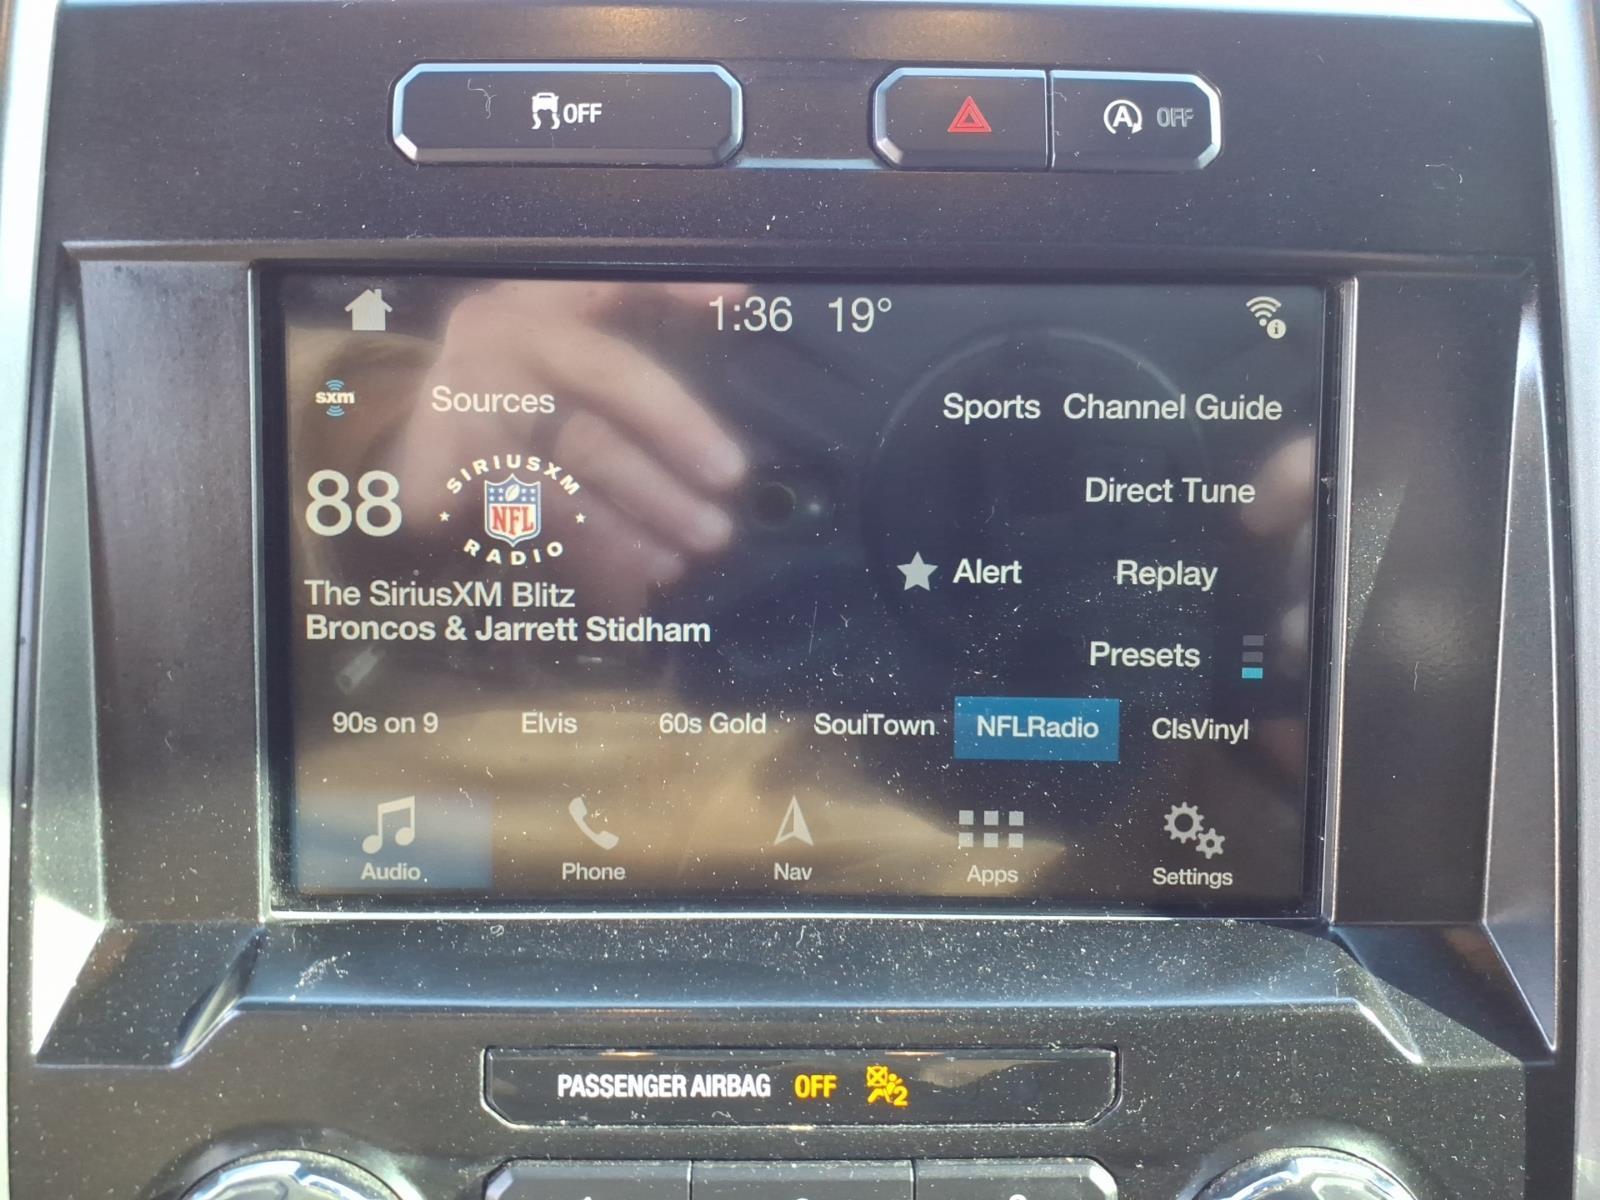 OFF
A OFF
1:36 19°
sxm Sources Sports Channel Guide
88 SIRIUSXM NFL RADIO Direct Tune
Alert Replay
The SiriusXM Blitz
Broncos & Jarrett Stidham
Presets
90s on 9 Elvis 60s Gold SoulTown NFLRadio ClsVinyl
Audio Phone Nav Apps Settings
PASSENGER AIRBAG OFF 2